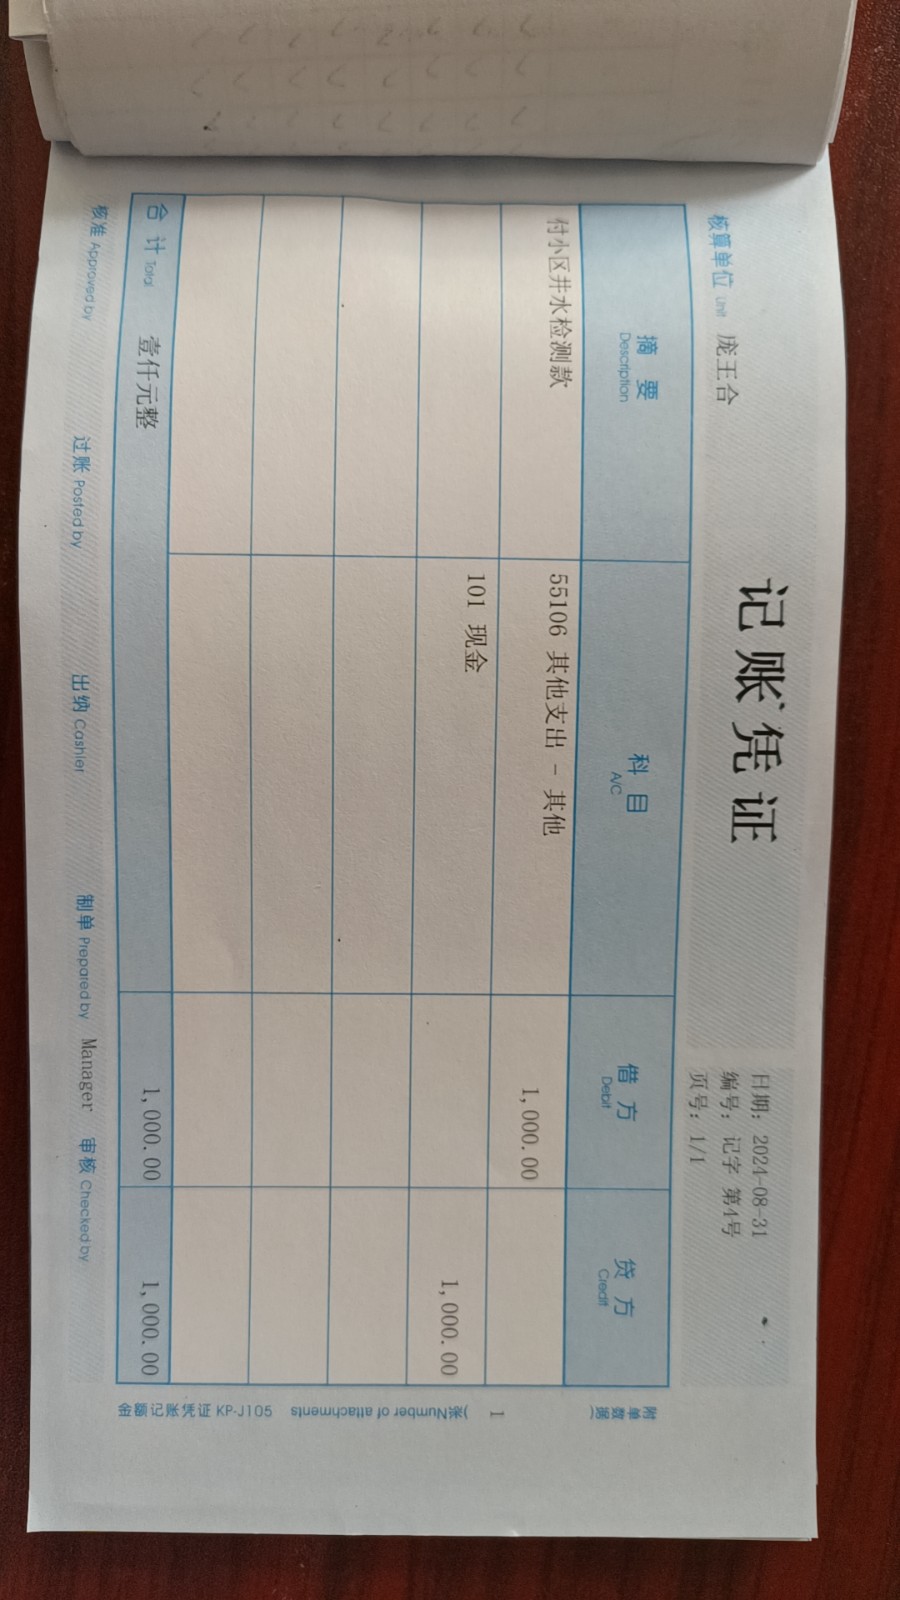 记账凭证
日期: 2024-08-31
编号: 记字 第4号
页号: 1/1
核算单位 Unit 庞王合
摘要 Description 科目 A/C 借方 Debit 贷方 Credit
付小区井水检测款 55106 其他支出 - 其他 1,000.00
101 现金 1,000.00
合计 Total 壹仟元整 1,000.00 1,000.00
核准 Approved by 过账 Posted by 出纳 Cashier 制单 Prepared by Manager 审核 Checked by
附单数据( 1 )张 Number of attachments
金额记账凭证 KP-J105